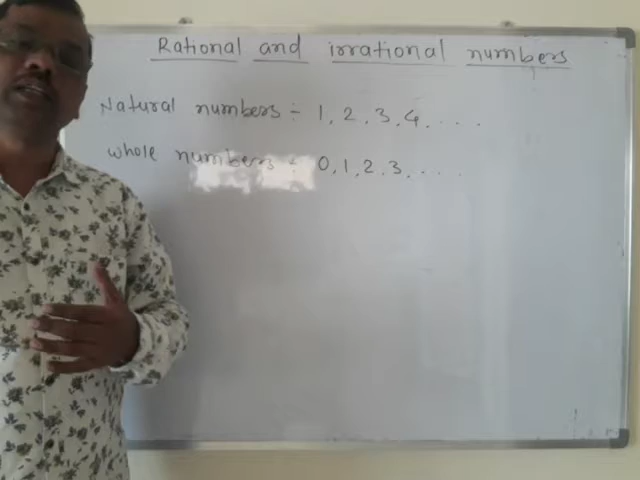 Rational and irrational numbers
Natural numbers ÷ 1, 2, 3, 4, ....
whole numbers ÷ 0, 1, 2, 3, ....